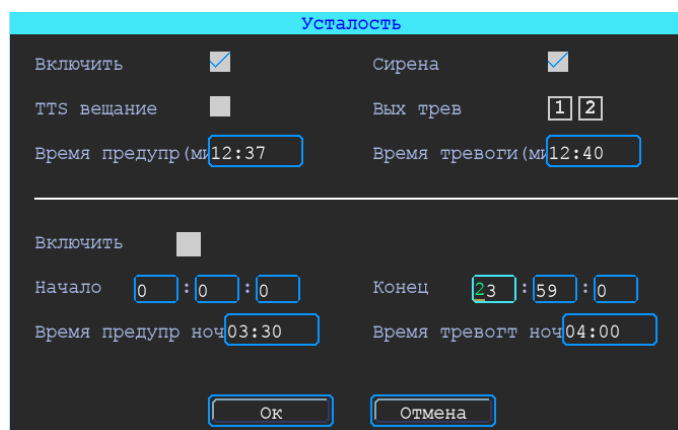 Усталость
Включить Сирена
TTS вещание Вых трев 1 2
Время предупр(ми 12:37 Время тревоги(ми 12:40
Включить
Начало 0 : 0 : 0 Конец 23 : 59 : 0
Время предупр ноч 03:30 Время тревогт ноч 04:00
Ок Отмена